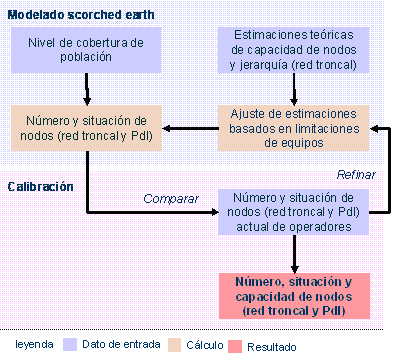 Modelado scorched earth
Nivel de cobertura de
población
Estimaciones teóricas
de capacidad de nodos
y jerarquía (red troncal)
Número y situación de
nodos (red troncal y PdI)
Ajuste de estimaciones
basados en limitaciones
de equipos
Calibración
Comparar
Refinar
Número y situación de
nodos (red troncal y PdI)
actual de operadores
Número, situación y
capacidad de nodos
(red troncal y PdI)
leyenda
Dato de entrada
Cálculo
Resultado